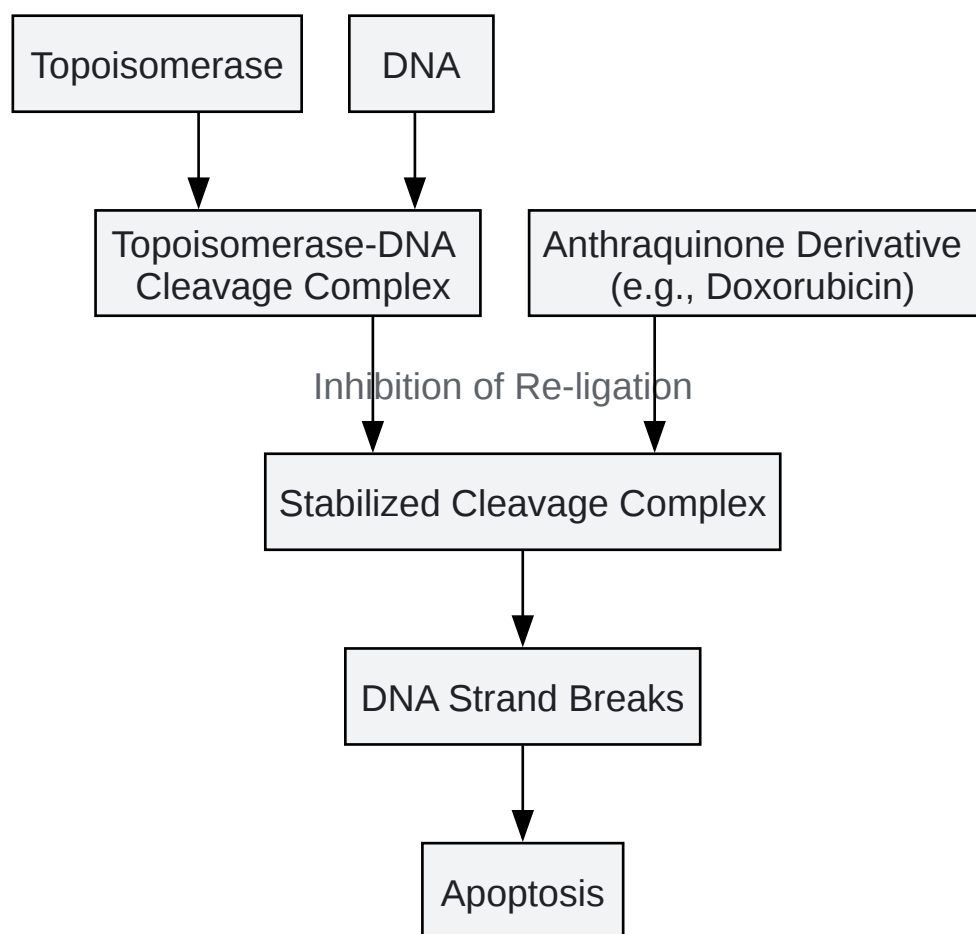 Topoisomerase
DNA
Topoisomerase-DNA
Cleavage Complex
Anthraquinone Derivative
(e.g., Doxorubicin)
Inhibition of Re-ligation
Stabilized Cleavage Complex
DNA Strand Breaks
Apoptosis